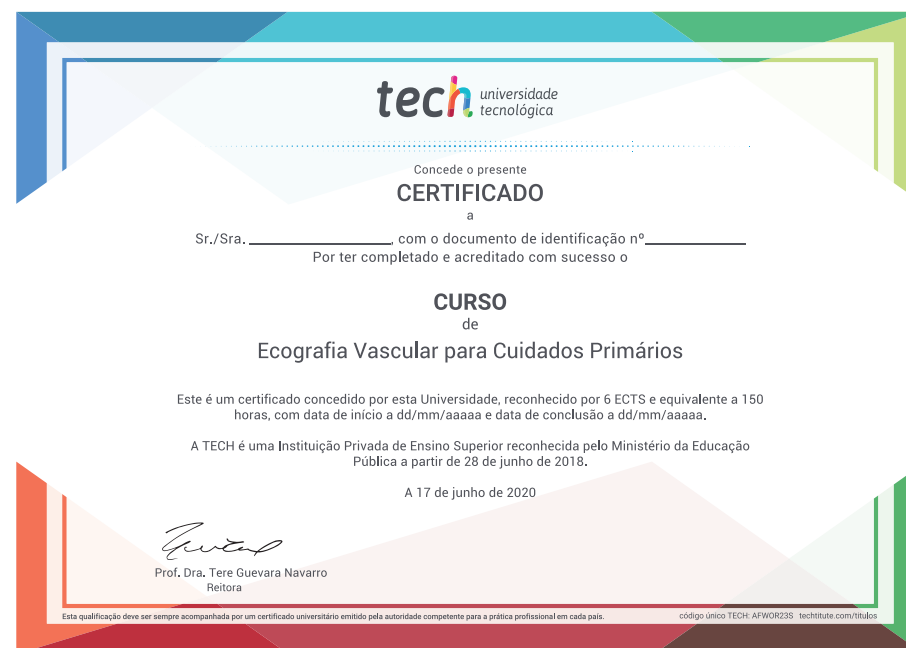 tech universidade
tecnológica
Concede o presente
CERTIFICADO
a
Sr./Sra. ________________, com o documento de identificação nº____________
Por ter completado e acreditado com sucesso o
CURSO
de
Ecografia Vascular para Cuidados Primários
Este é um certificado concedido por esta Universidade, reconhecido por 6 ECTS e equivalente a 150
horas, com data de início a dd/mm/aaaaa e data de conclusão a dd/mm/aaaaa.
A TECH é uma Instituição Privada de Ensino Superior reconhecida pelo Ministério da Educação
Pública a partir de 28 de junho de 2018.
A 17 de junho de 2020
Prof. Dra. Tere Guevara Navarro
Reitora
Esta qualificação deve ser sempre acompanhada por um certificado universitário emitido pela autoridade competente para a prática profissional em cada país.
código único TECH: AFWOR23S techtitute.com/titulos